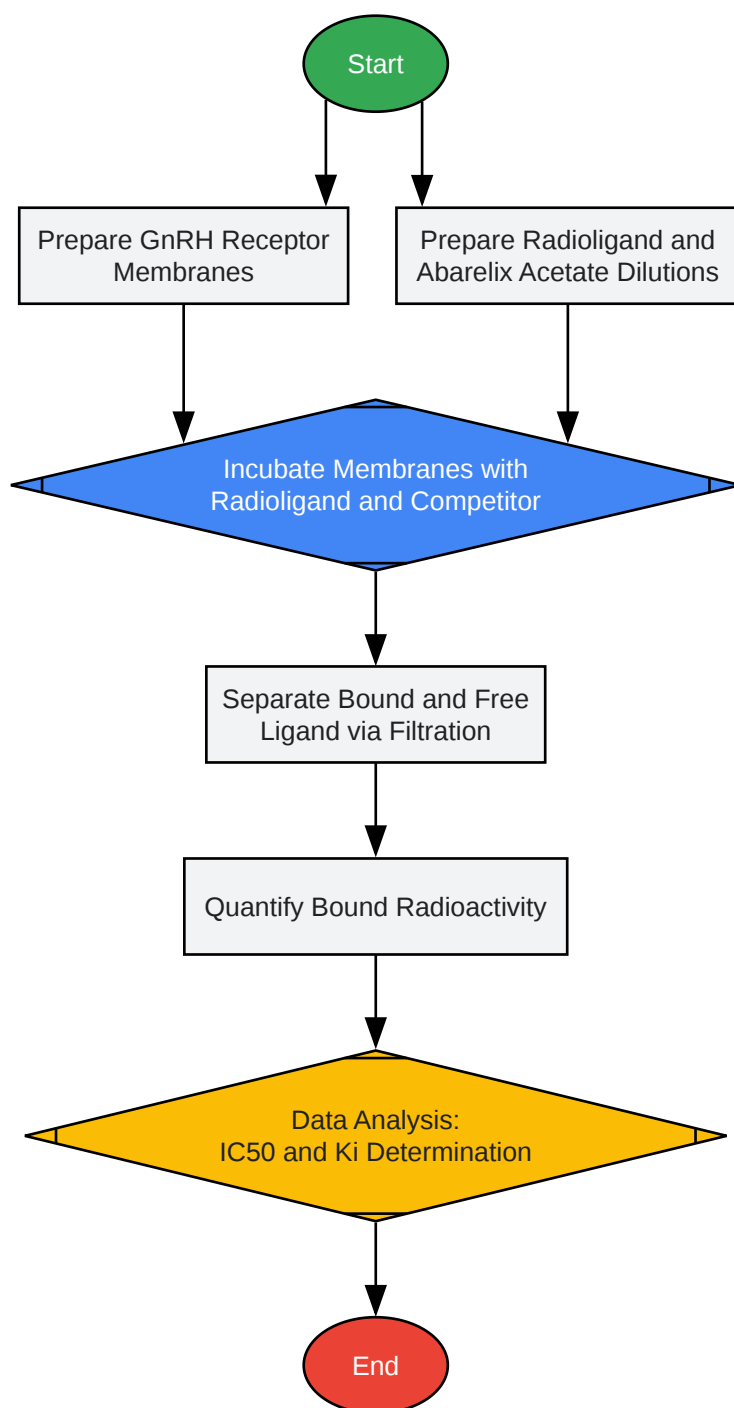 Start
Prepare GnRH Receptor
Membranes
Prepare Radioligand and
Abarelix Acetate Dilutions
Incubate Membranes with
Radioligand and Competitor
Separate Bound and Free
Ligand via Filtration
Quantify Bound Radioactivity
Data Analysis:
IC50 and Ki Determination
End